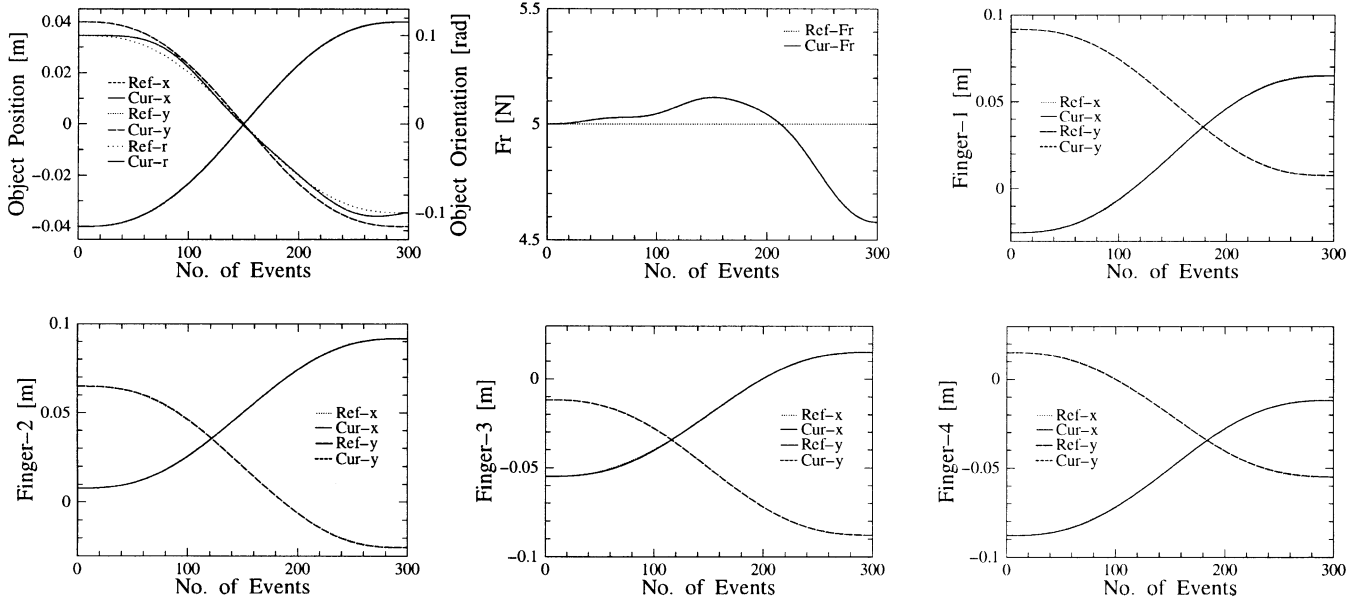 Object Position [m]
0.04
0.02
0
−0.02
−0.04
Ref−x
Cur−x
Ref−y
Cur−y
Ref−r
Cur−r
0.1
0
−0.1
Object Orientation [rad]
0 100 200 300
No. of Events
Fr [N]
5.5
5
4.5
Ref−Fr
Cur−Fr
0 100 200 300
No. of Events
Finger−1 [m]
0.1
0.05
0
Ref−x
Cur−x
Ref−y
Cur−y
0 100 200 300
No. of Events
Finger−2 [m]
0.1
0.05
0
Ref−x
Cur−x
Ref−y
Cur−y
0 100 200 300
No. of Events
Finger−3 [m]
0
−0.05
−0.1
Ref−x
Cur−x
Ref−y
Cur−y
0 100 200 300
No. of Events
Finger−4 [m]
0
−0.05
−0.1
Ref−x
Cur−x
Ref−y
Cur−y
0 100 200 300
No. of Events